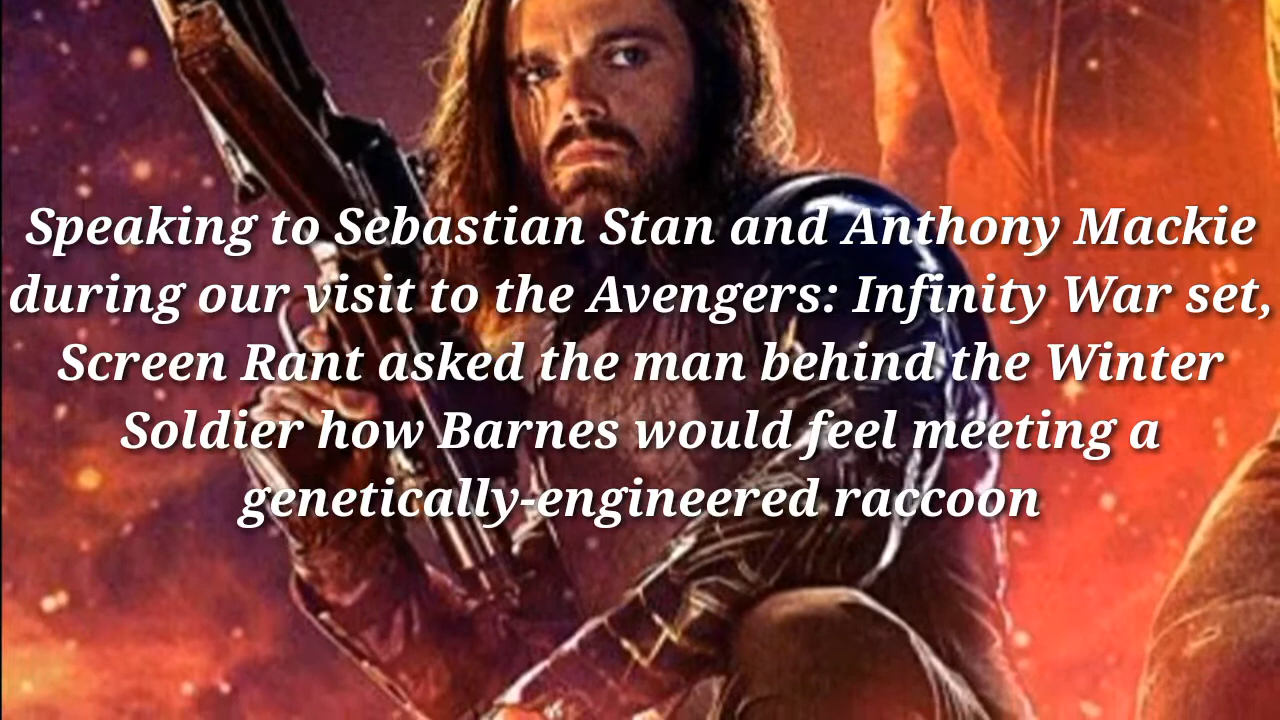 Speaking to Sebastian Stan and Anthony Mackie
during our visit to the Avengers: Infinity War set,
Screen Rant asked the man behind the Winter
Soldier how Barnes would feel meeting a
genetically-engineered raccoon